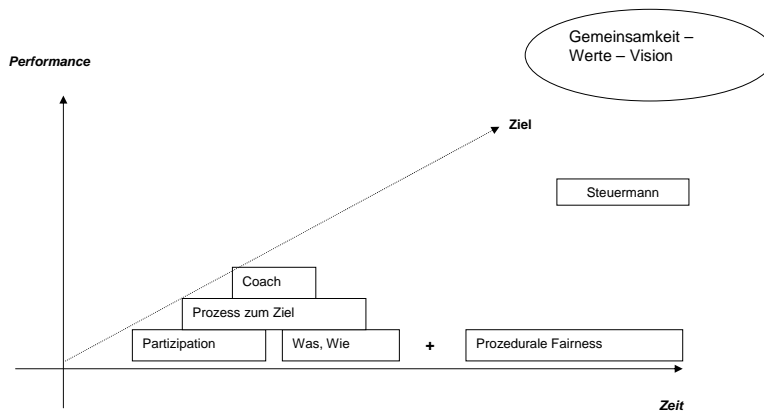 Gemeinsamkeit –
Werte – Vision
Performance
Ziel
Steuermann
Coach
Prozess zum Ziel
Partizipation
Was, Wie
+
Prozedurale Fairness
Zeit